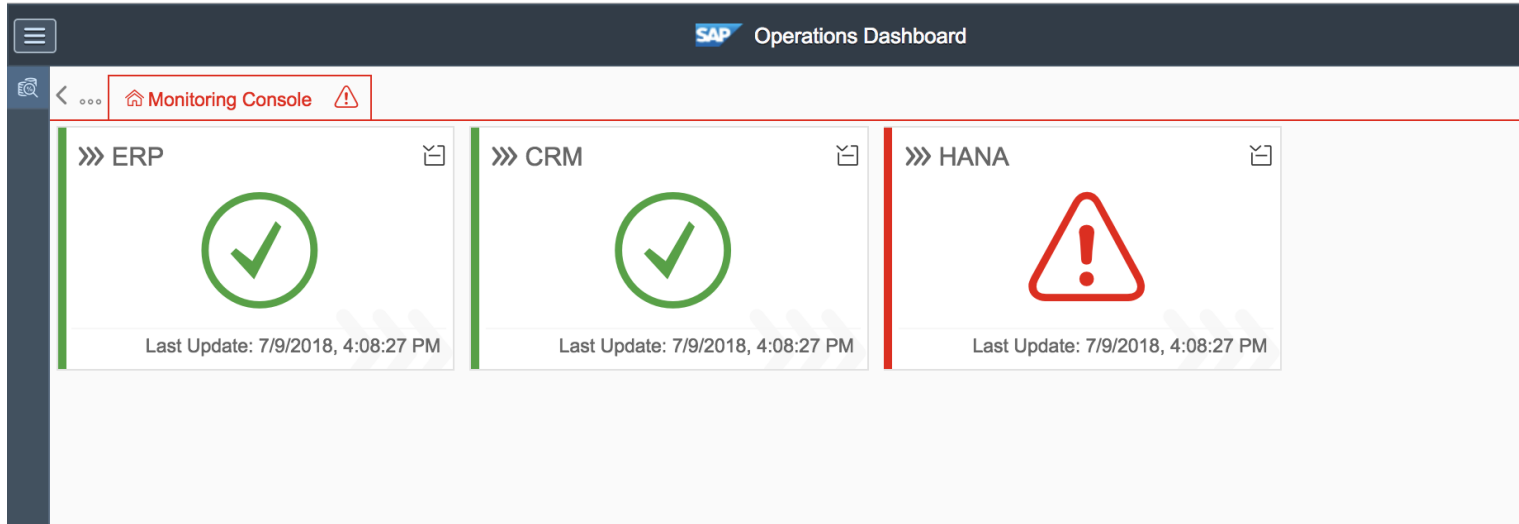 SAP Operations Dashboard
Monitoring Console
ERP
CRM
HANA
Last Update: 7/9/2018, 4:08:27 PM
Last Update: 7/9/2018, 4:08:27 PM
Last Update: 7/9/2018, 4:08:27 PM